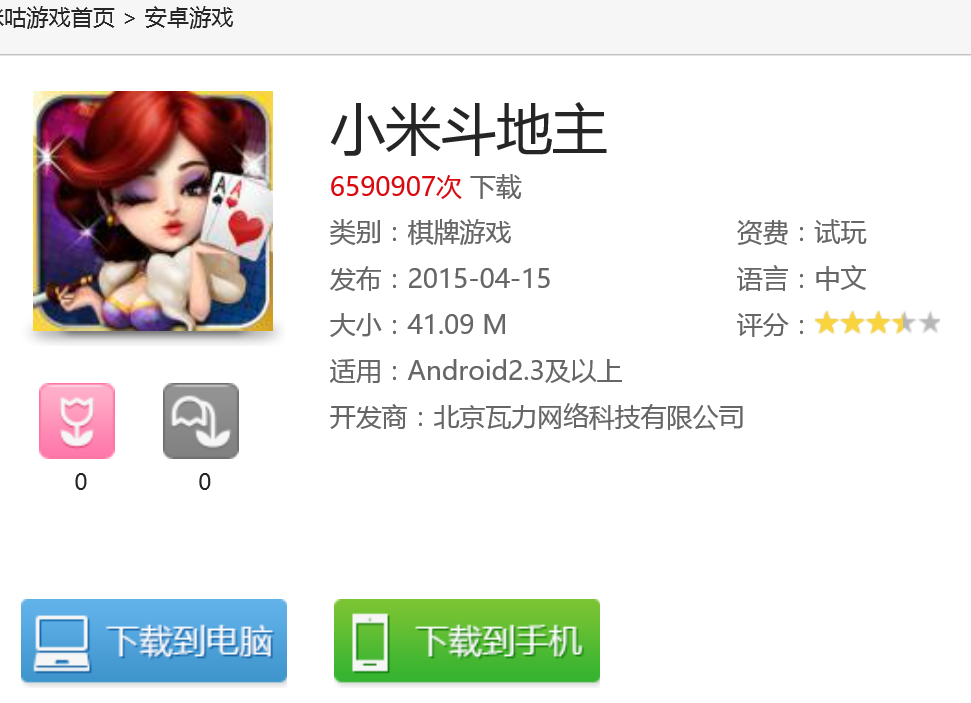 咕游戏首页 > 安卓游戏
小米斗地主
6590907次 下载
类别：棋牌游戏 资费：试玩
发布：2015-04-15 语言：中文
大小：41.09 M 评分：
适用：Android2.3及以上
开发商：北京瓦力网络科技有限公司
A A
0 0
下载到电脑 下载到手机